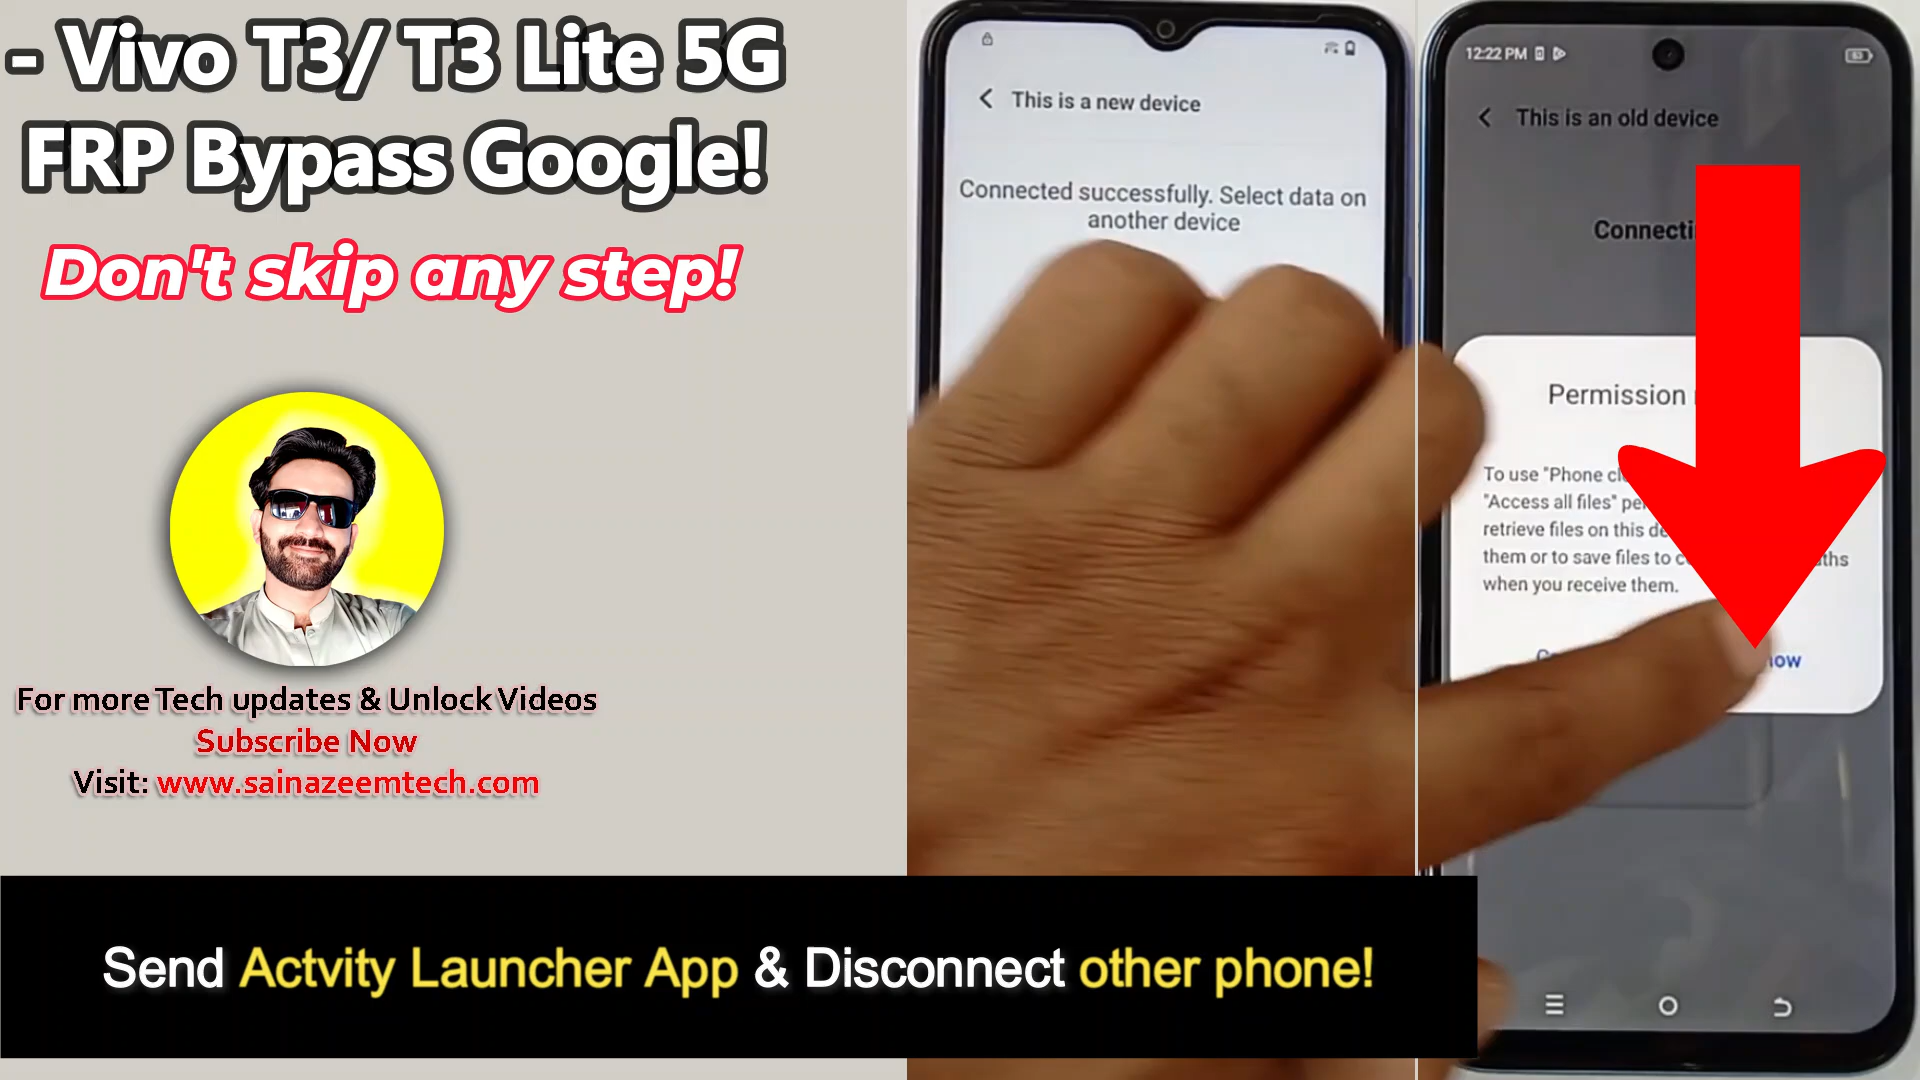 - Vivo T3/ T3 Lite 5G
FRP Bypass Google!
Don't skip any step!
For more Tech updates & Unlock Videos
Subscribe Now
Visit: www.sainazeemtech.com
This is a new device
Connected successfully. Select data on
another device
12:22 PM
63
This is an old device
Permission
To use "Phone
"Access all files"
retrieve files on this
them or to save files to
when you receive them.
Send Actvity Launcher App & Disconnect other phone!